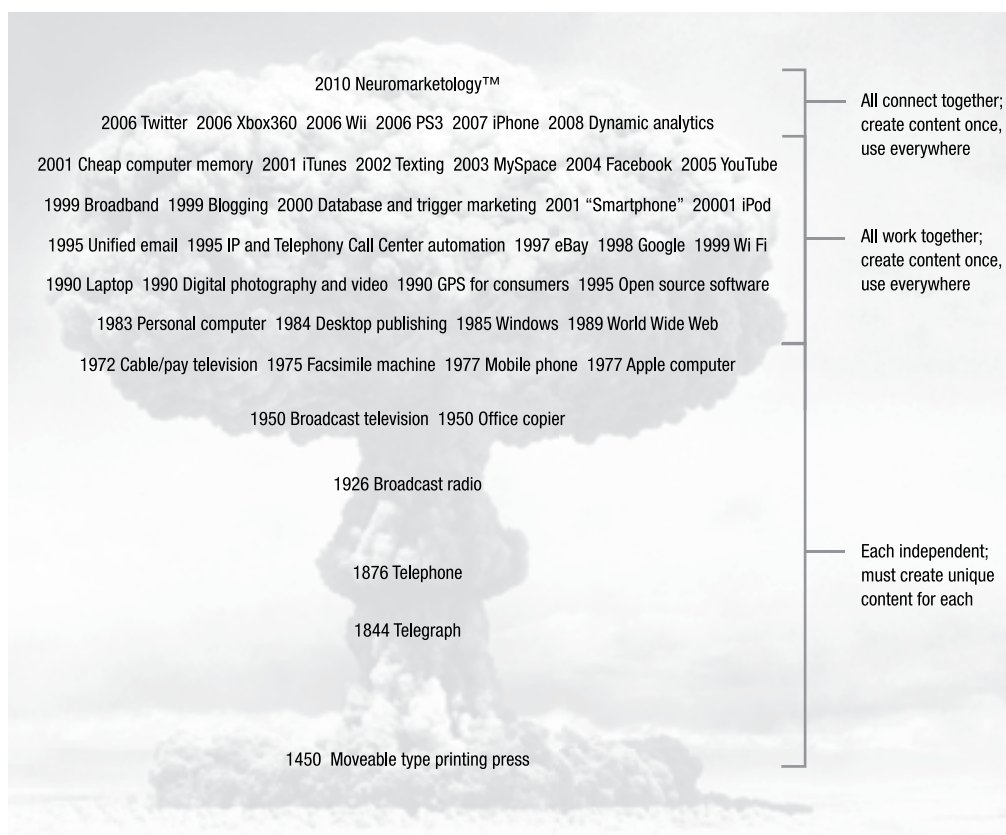 2010 Neuromarketology™
2006 Twitter 2006 Xbox360 2006 Wii 2006 PS3 2007 iPhone 2008 Dynamic analytics
2001 Cheap computer memory 2001 iTunes 2002 Texting 2003 MySpace 2004 Facebook 2005 YouTube
1999 Broadband 1999 Blogging 2000 Database and trigger marketing 2001 “Smartphone” 20001 iPod
1995 Unified email 1995 IP and Telephony Call Center automation 1997 eBay 1998 Google 1999 Wi Fi
1990 Laptop 1990 Digital photography and video 1990 GPS for consumers 1995 Open source software
1983 Personal computer 1984 Desktop publishing 1985 Windows 1989 World Wide Web
1972 Cable/pay television 1975 Facsimile machine 1977 Mobile phone 1977 Apple computer
1950 Broadcast television 1950 Office copier
1926 Broadcast radio
1876 Telephone
1844 Telegraph
1450 Moveable type printing press
All connect together;
create content once,
use everywhere
All work together;
create content once,
use everywhere
Each independent;
must create unique
content for each